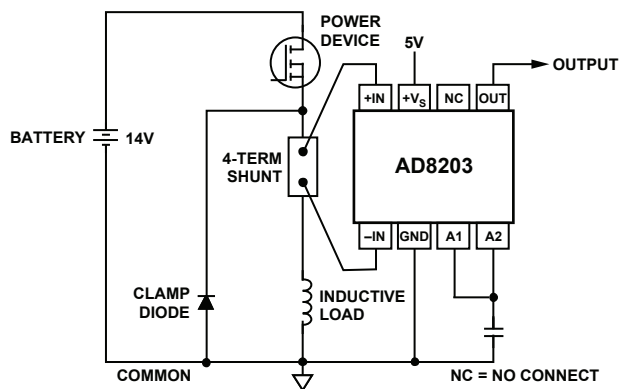 POWER
DEVICE
5V
OUTPUT
+IN
+VS
NC
OUT
BATTERY
14V
4-TERM
SHUNT
AD8203
–IN
GND
A1
A2
CLAMP
DIODE
INDUCTIVE
LOAD
COMMON
NC = NO CONNECT